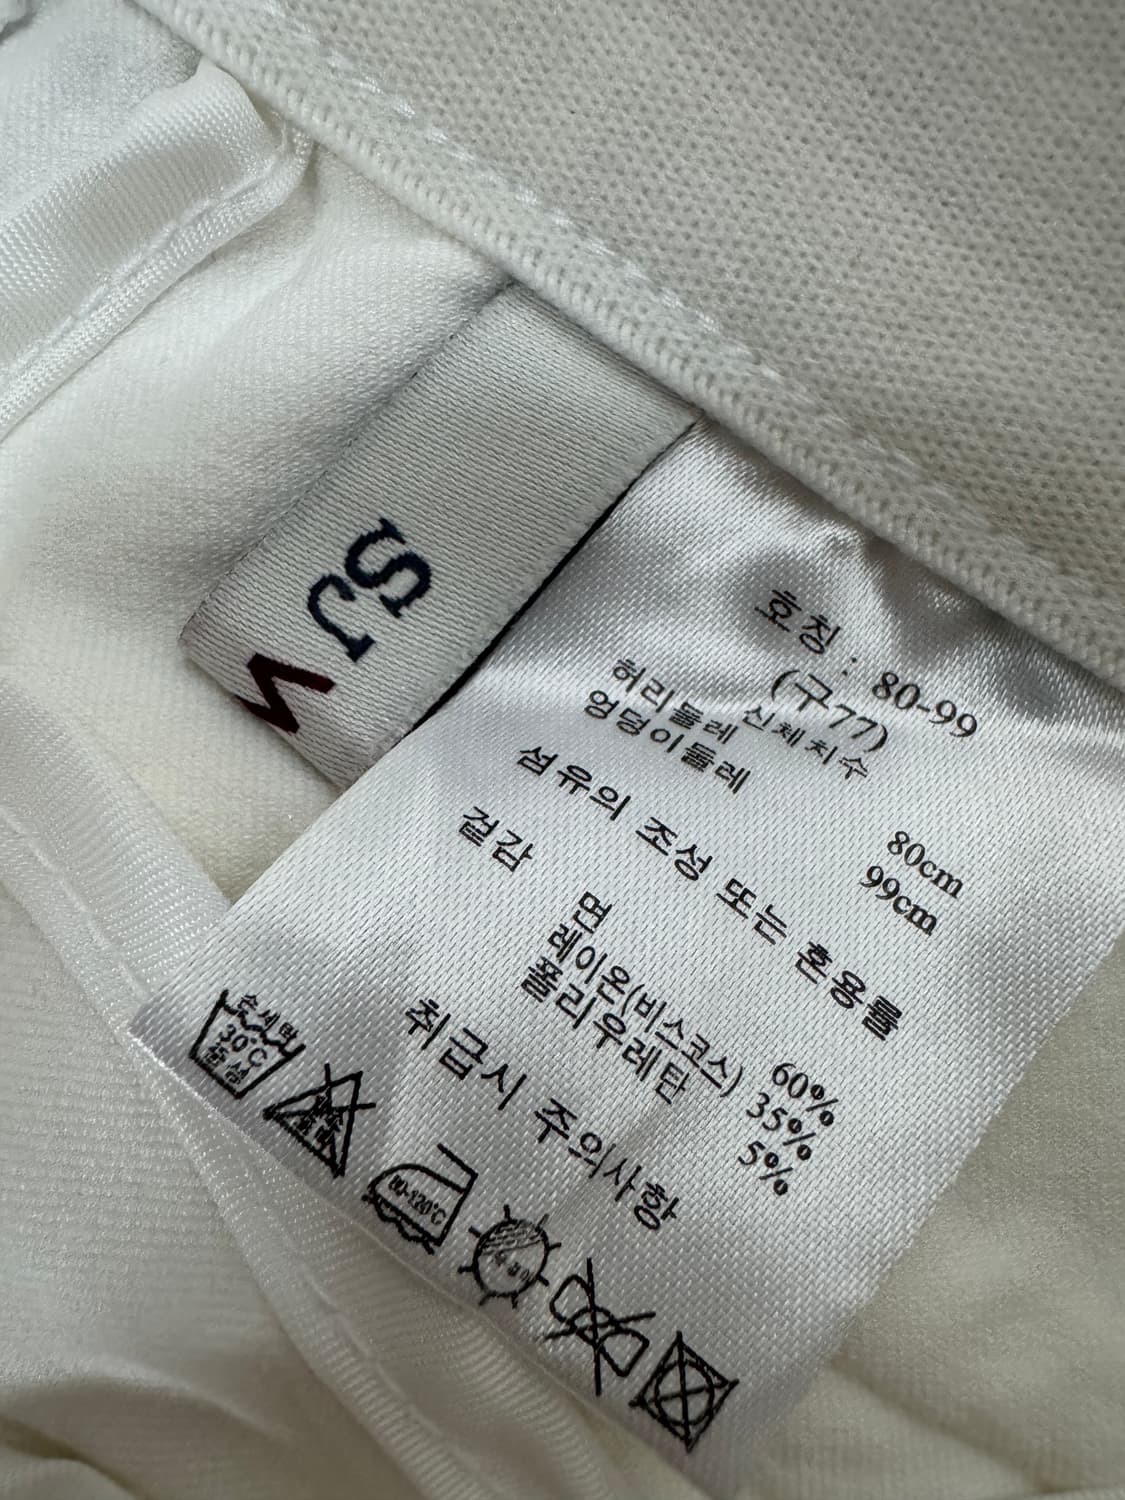 SJ
W
호칭 : 80-99
(구77)
신체치수
허리둘레 80cm
엉덩이둘레 99cm
섬유의 조성 또는 혼용률
겉감
면 60%
레이온(비스코스) 35%
폴리우레탄 5%
취급시 주의사항
손세탁
30℃
중성
80-120℃